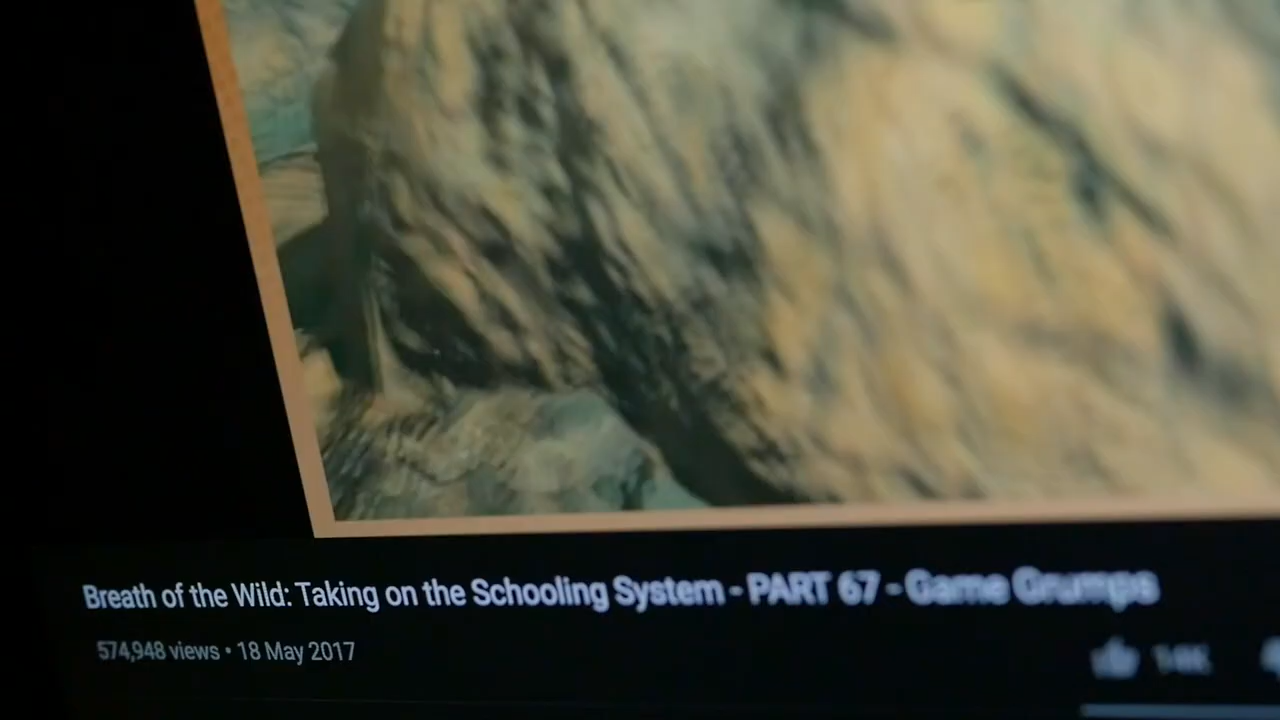 Breath of the Wild: Taking on the Schooling System - PART 67 - Game Grumps
574,948 views • 18 May 2017
14K